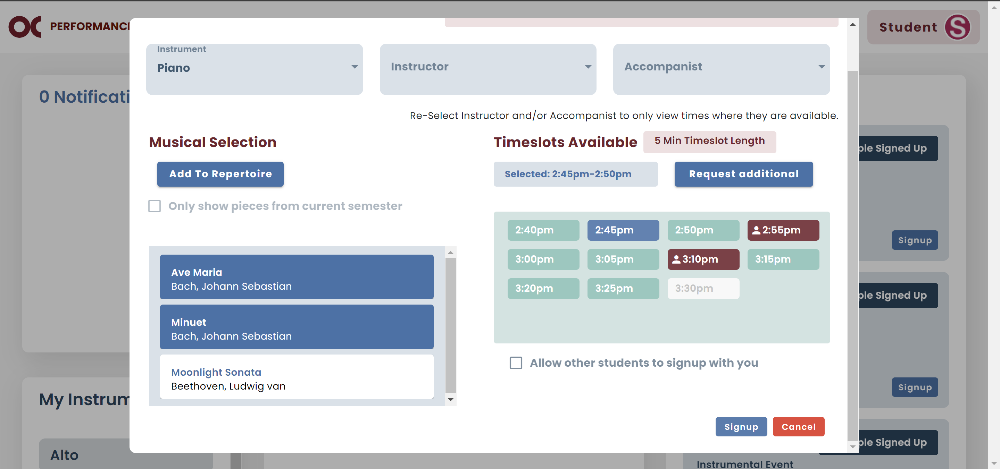 OC PERFORMANC
Student S
Instrument
Piano
Instructor
Accompanist
0 Notificati
Re-Select Instructor and/or Accompanist to only view times where they are available.
Musical Selection
Timeslots Available
5 Min Timeslot Length
ple Signed Up
Add To Repertoire
Selected: 2:45pm-2:50pm
Request additional
Only show pieces from current semester
2:40pm
2:45pm
2:50pm
2:55pm
Signup
3:00pm
3:05pm
3:10pm
3:15pm
Ave Maria
Bach, Johann Sebastian
3:20pm
3:25pm
3:30pm
ple Signed Up
Minuet
Bach, Johann Sebastian
Allow other students to signup with you
Moonlight Sonata
Beethoven, Ludwig van
Signup
My Instrum
Signup
Cancel
ple Signed Up
Alto
Instrumental Event